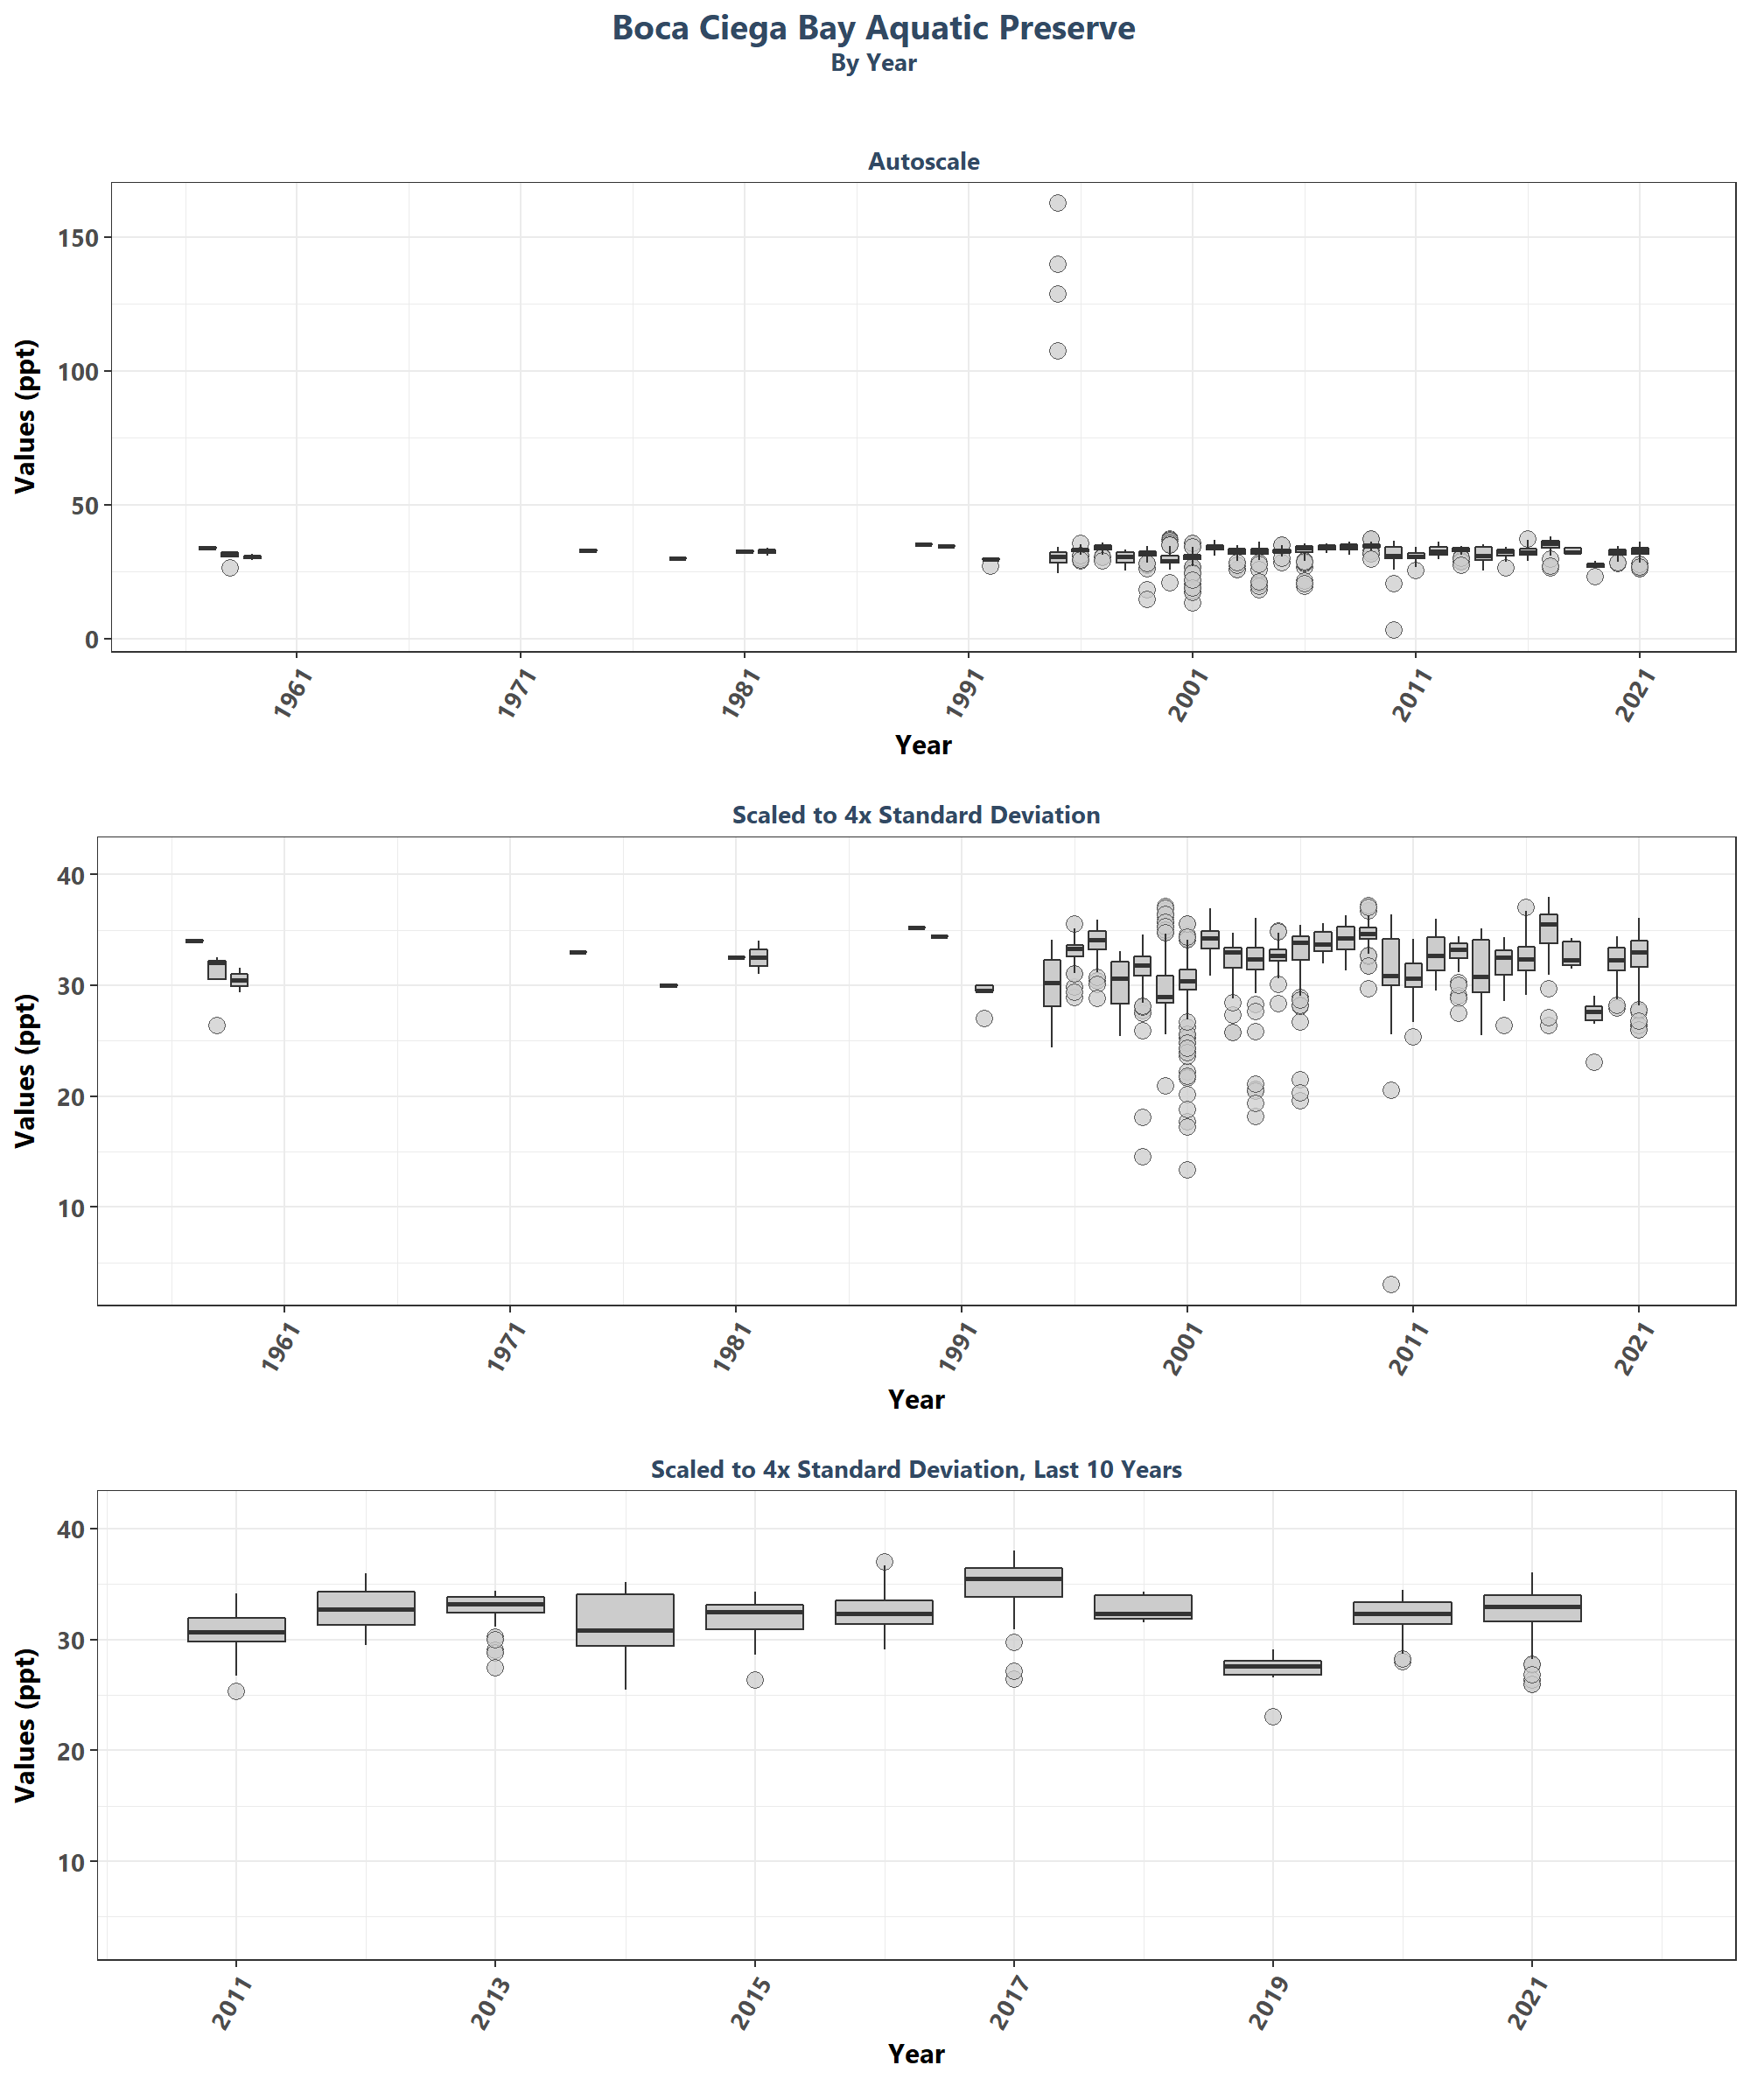 Boca Ciega Bay Aquatic Preserve
By Year
Autoscale
Values (ppt)
150
100
50
0
1961
1971
1981
1991
2001
2011
2021
Year
Scaled to 4x Standard Deviation
Values (ppt)
40
30
20
10
1961
1971
1981
1991
2001
2011
2021
Year
Scaled to 4x Standard Deviation, Last 10 Years
Values (ppt)
40
30
20
10
2011
2013
2015
2017
2019
2021
Year